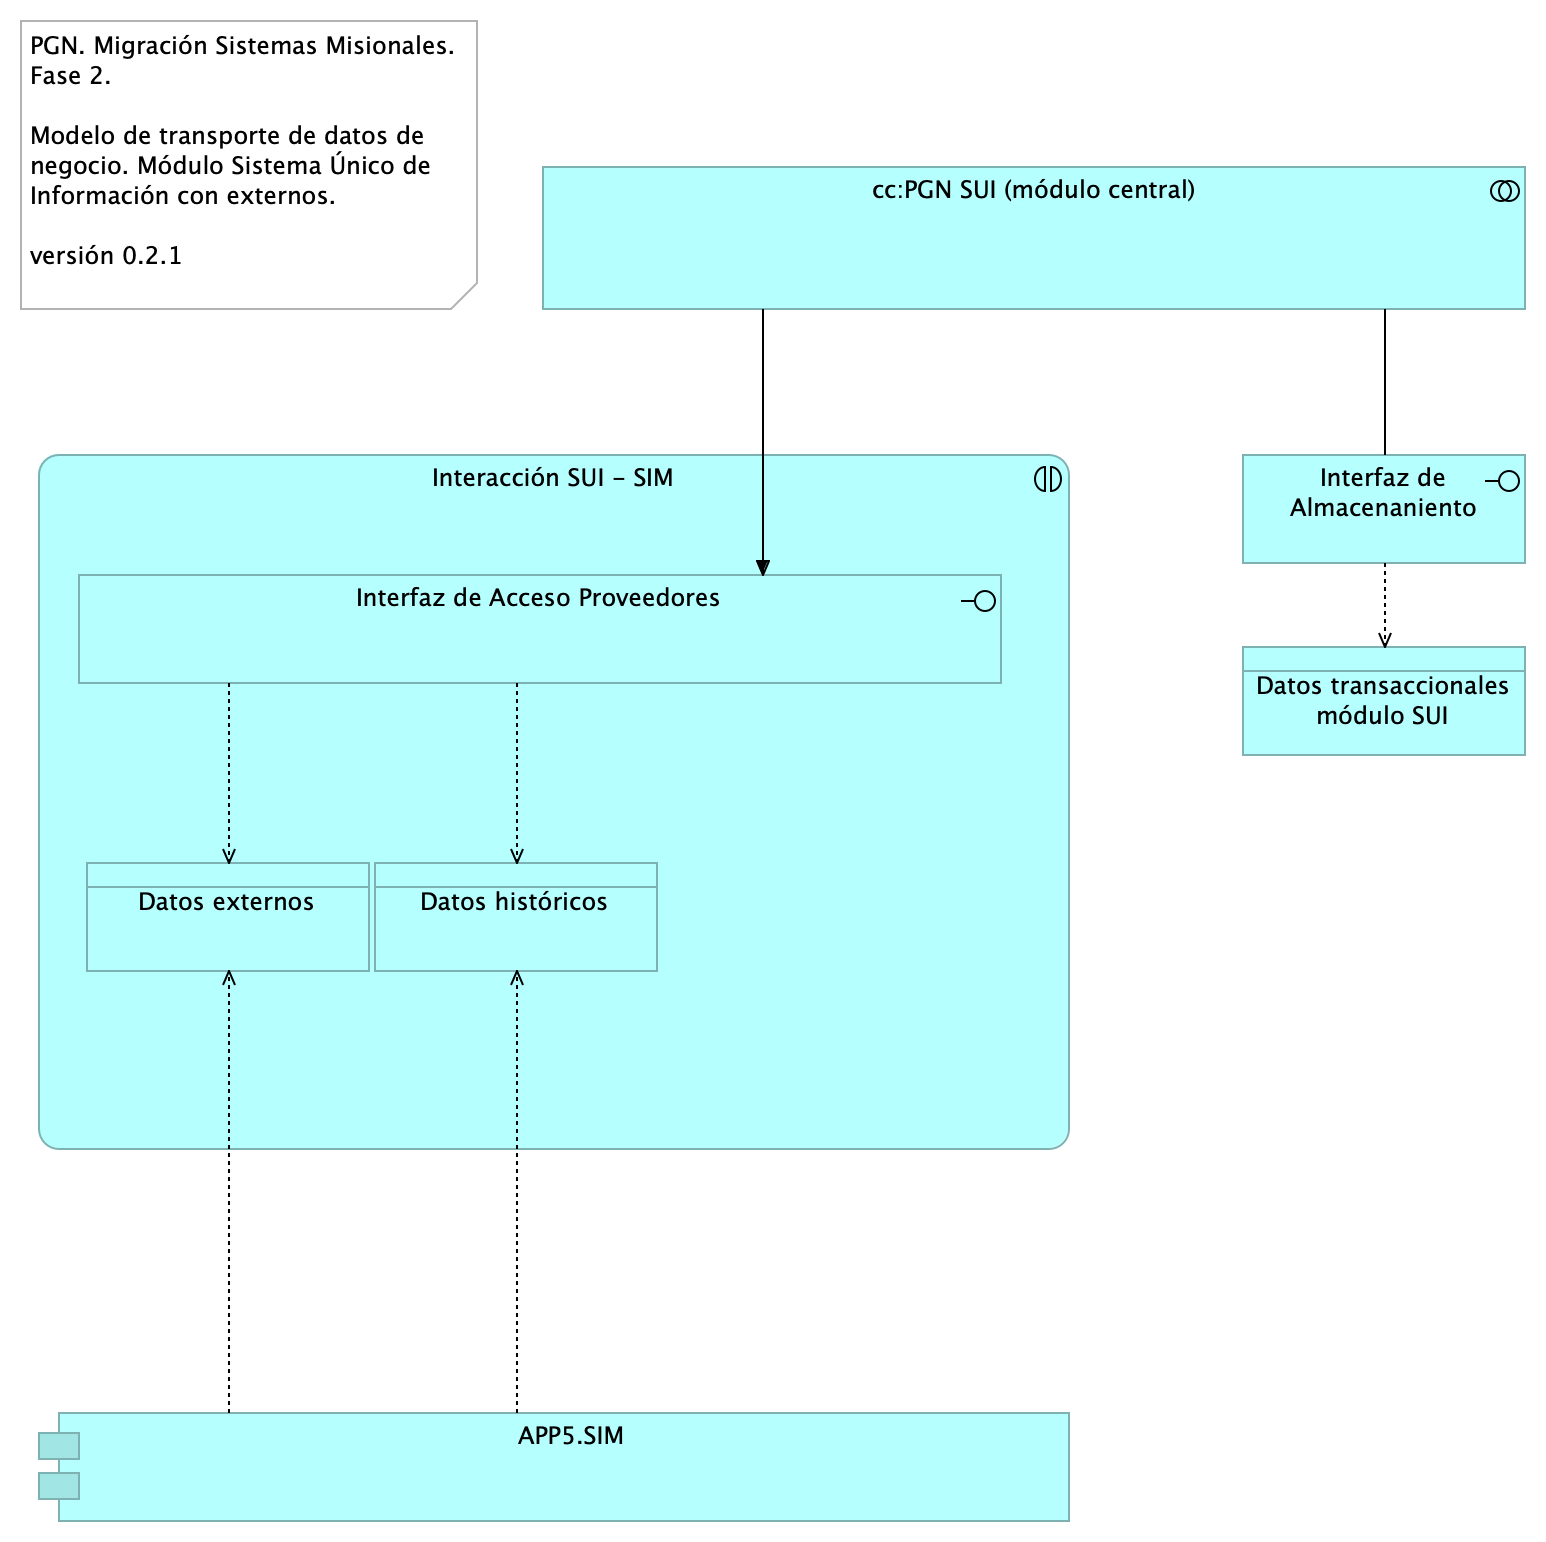 PGN. Migración Sistemas Misionales.
Fase 2.
Modelo de transporte de datos de
negocio. Módulo Sistema Único de
Información con externos.
versión 0.2.1
cc:PGN SUI (módulo central)
Interacción SUI - SIM
Interfaz de
Almacenaniento
Interfaz de Acceso Proveedores
Datos transaccionales
módulo SUI
Datos externos
Datos históricos
APP5.SIM